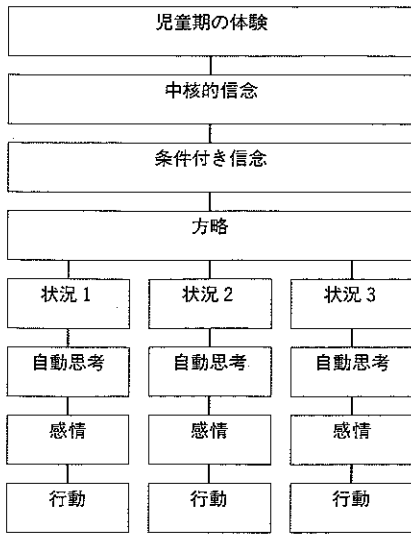 児童期の体験
中核的信念
条件付き信念
方略
状況1 状況2 状況3
自動思考 自動思考 自動思考
感情 感情 感情
行動 行動 行動